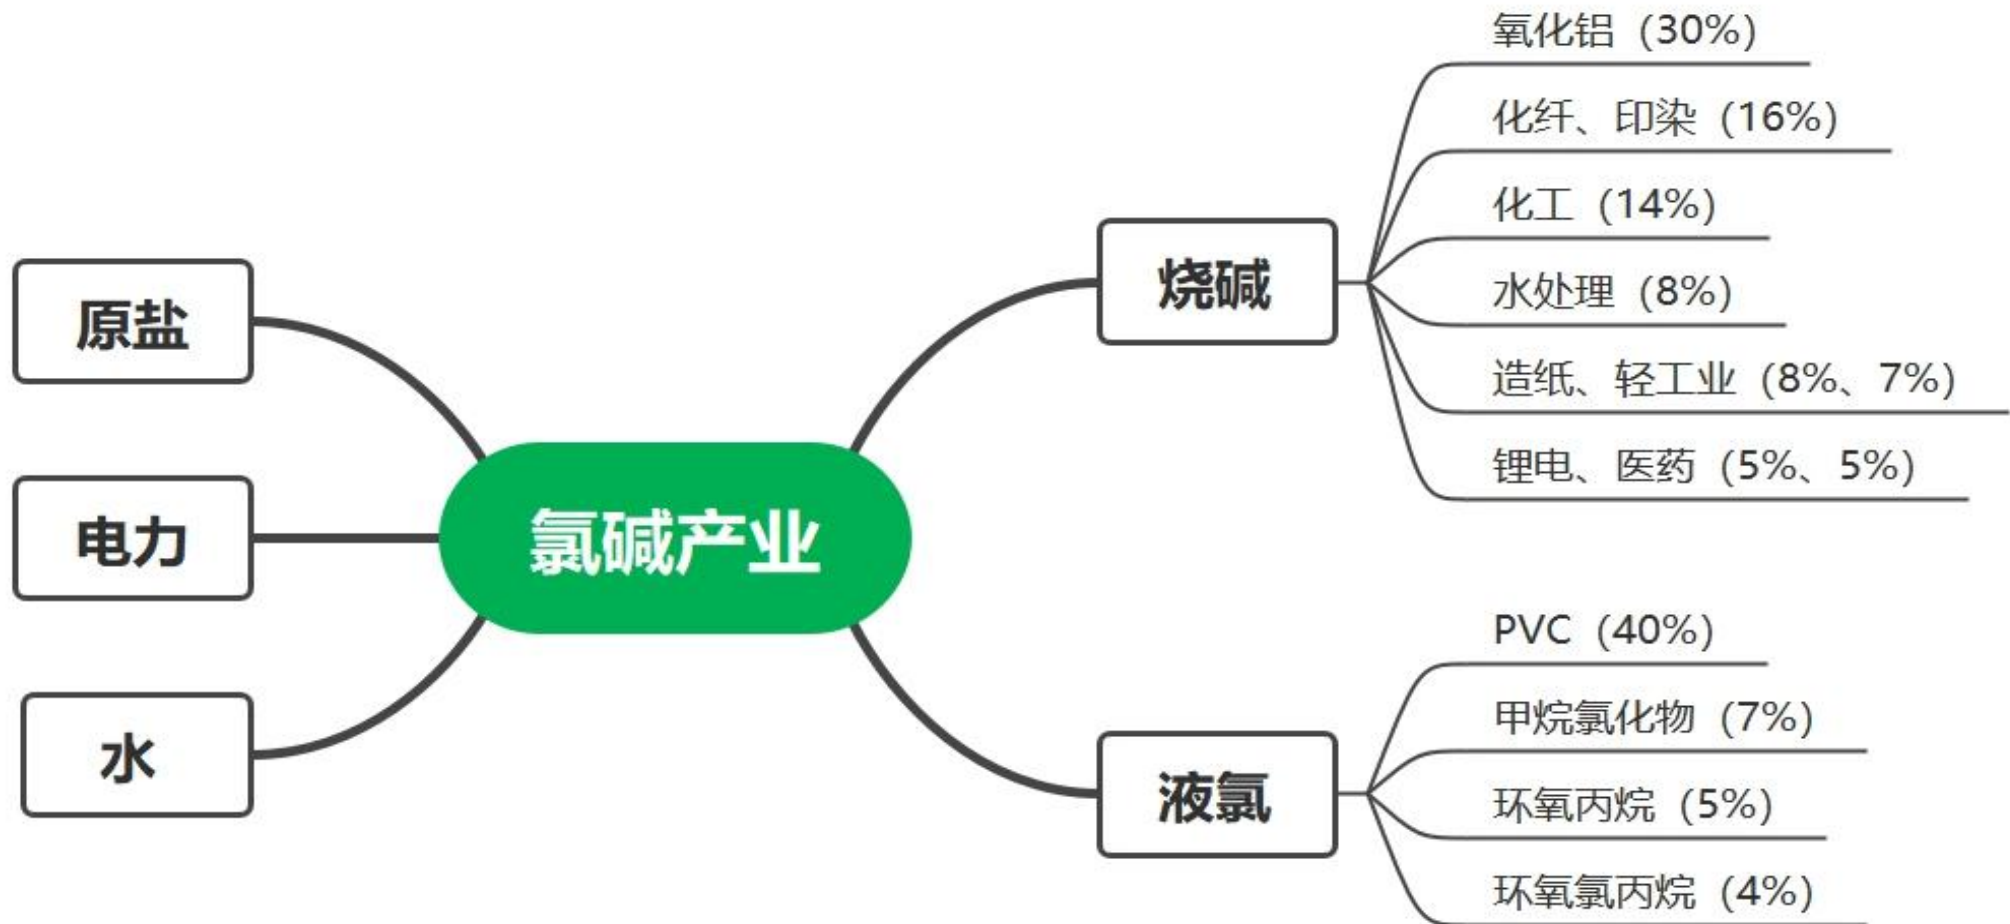 原盐
电力
水
氯碱产业
烧碱
氧化铝（30%）
化纤、印染（16%）
化工（14%）
水处理（8%）
造纸、轻工业（8%、7%）
锂电、医药（5%、5%）
液氯
PVC（40%）
甲烷氯化物（7%）
环氧丙烷（5%）
环氧氯丙烷（4%）